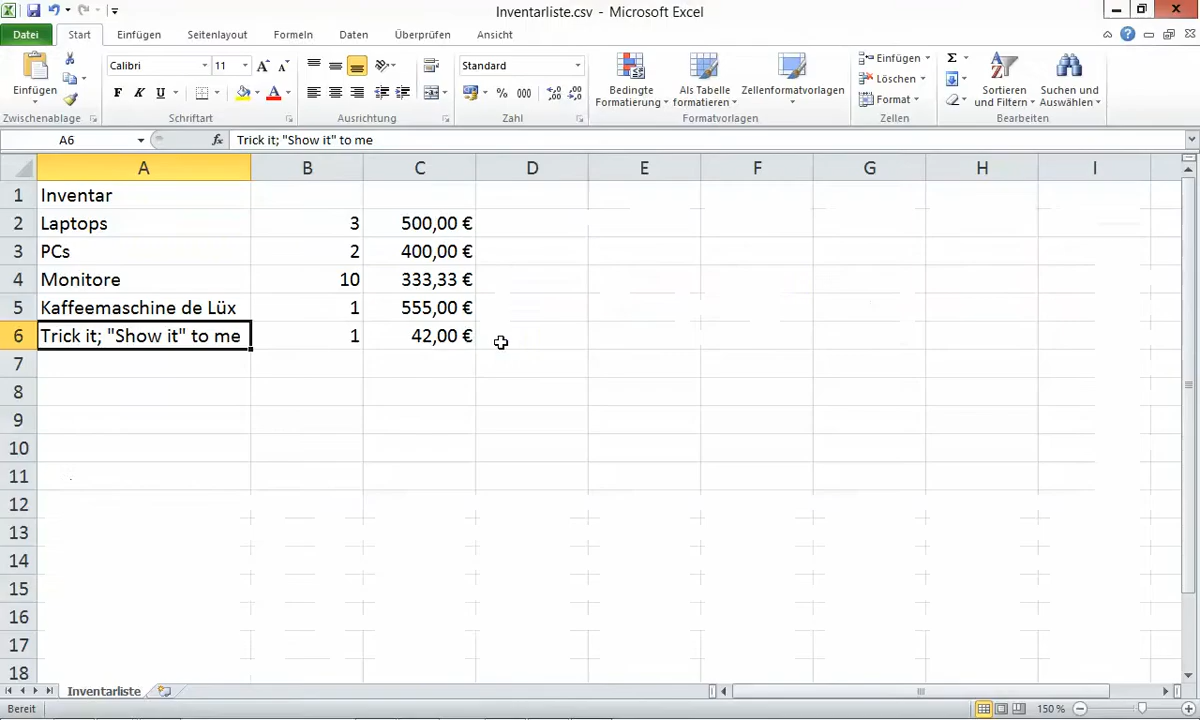 Inventarliste.csv - Microsoft Excel
Datei Start Einfügen Seitenlayout Formeln Daten Überprüfen Ansicht
Einfügen
Zwischenablage
Calibri 11
F K U
Schriftart
Ausrichtung
Standard
% 000
Zahl
Bedingte Formatierung
Als Tabelle formatieren
Zellenformatvorlagen
Formatvorlagen
Einfügen
Löschen
Format
Zellen
Sortieren und Filtern
Suchen und Auswählen
Bearbeiten
A6 fx Trick it; "Show it" to me
A B C D E F G H I
1 Inventar
2 Laptops 3 500,00 €
3 PCs 2 400,00 €
4 Monitore 10 333,33 €
5 Kaffeemaschine de Lüx 1 555,00 €
6 Trick it; "Show it" to me 1 42,00 €
7
8
9
10
11
12
13
14
15
16
17
18
Inventarliste
Bereit 150 %